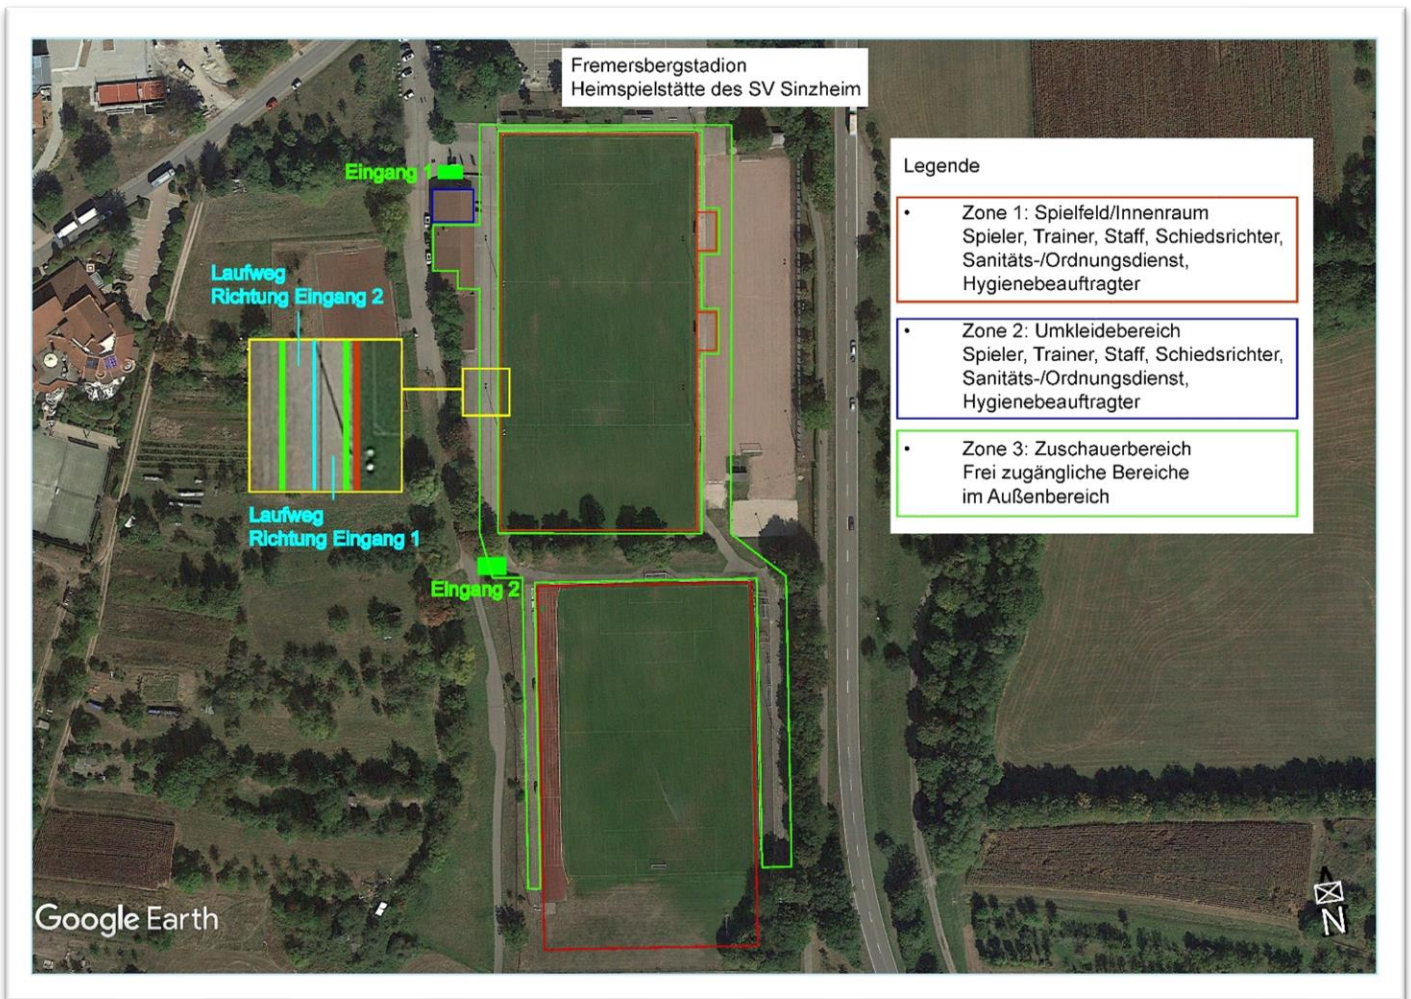 Fremersbergstadion
Heimspielstätte des SV Sinzheim
Legende
• Zone 1: Spielfeld/Innenraum
Spieler, Trainer, Staff, Schiedsrichter,
Sanitäts-/Ordnungsdienst,
Hygienebeauftragter
• Zone 2: Umkleidebereich
Spieler, Trainer, Staff, Schiedsrichter,
Sanitäts-/Ordnungsdienst,
Hygienebeauftragter
• Zone 3: Zuschauerbereich
Frei zugängliche Bereiche
im Außenbereich
Eingang 1
Laufweg
Richtung Eingang 2
Laufweg
Richtung Eingang 1
Eingang 2
Google Earth
N